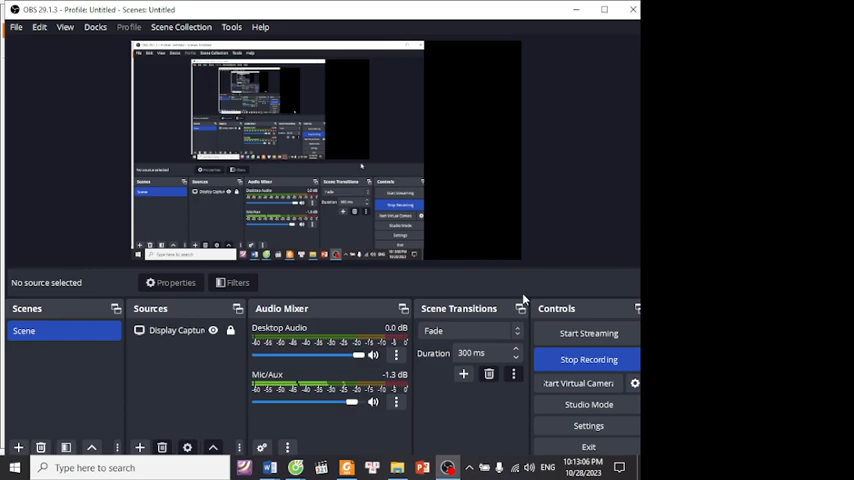 OBS 29.1.3 - Profile: Untitled - Scenes: Untitled
File Edit View Docks Profile Scene Collection Tools Help
No source selected
Properties
Filters
Scenes
Sources
Audio Mixer
Scene Transitions
Controls
Scene
Display Captur
Desktop Audio
0.0 dB
-60 -55 -50 -45 -40 -35 -30 -25 -20 -15 -10 -5 0
Mic/Aux
-1.3 dB
-60 -55 -50 -45 -40 -35 -30 -25 -20 -15 -10 -5 0
Fade
Duration
300 ms
Start Streaming
Stop Recording
Start Virtual Camera
Studio Mode
Settings
Exit
Type here to search
ENG
10:13:06 PM
10/28/2023